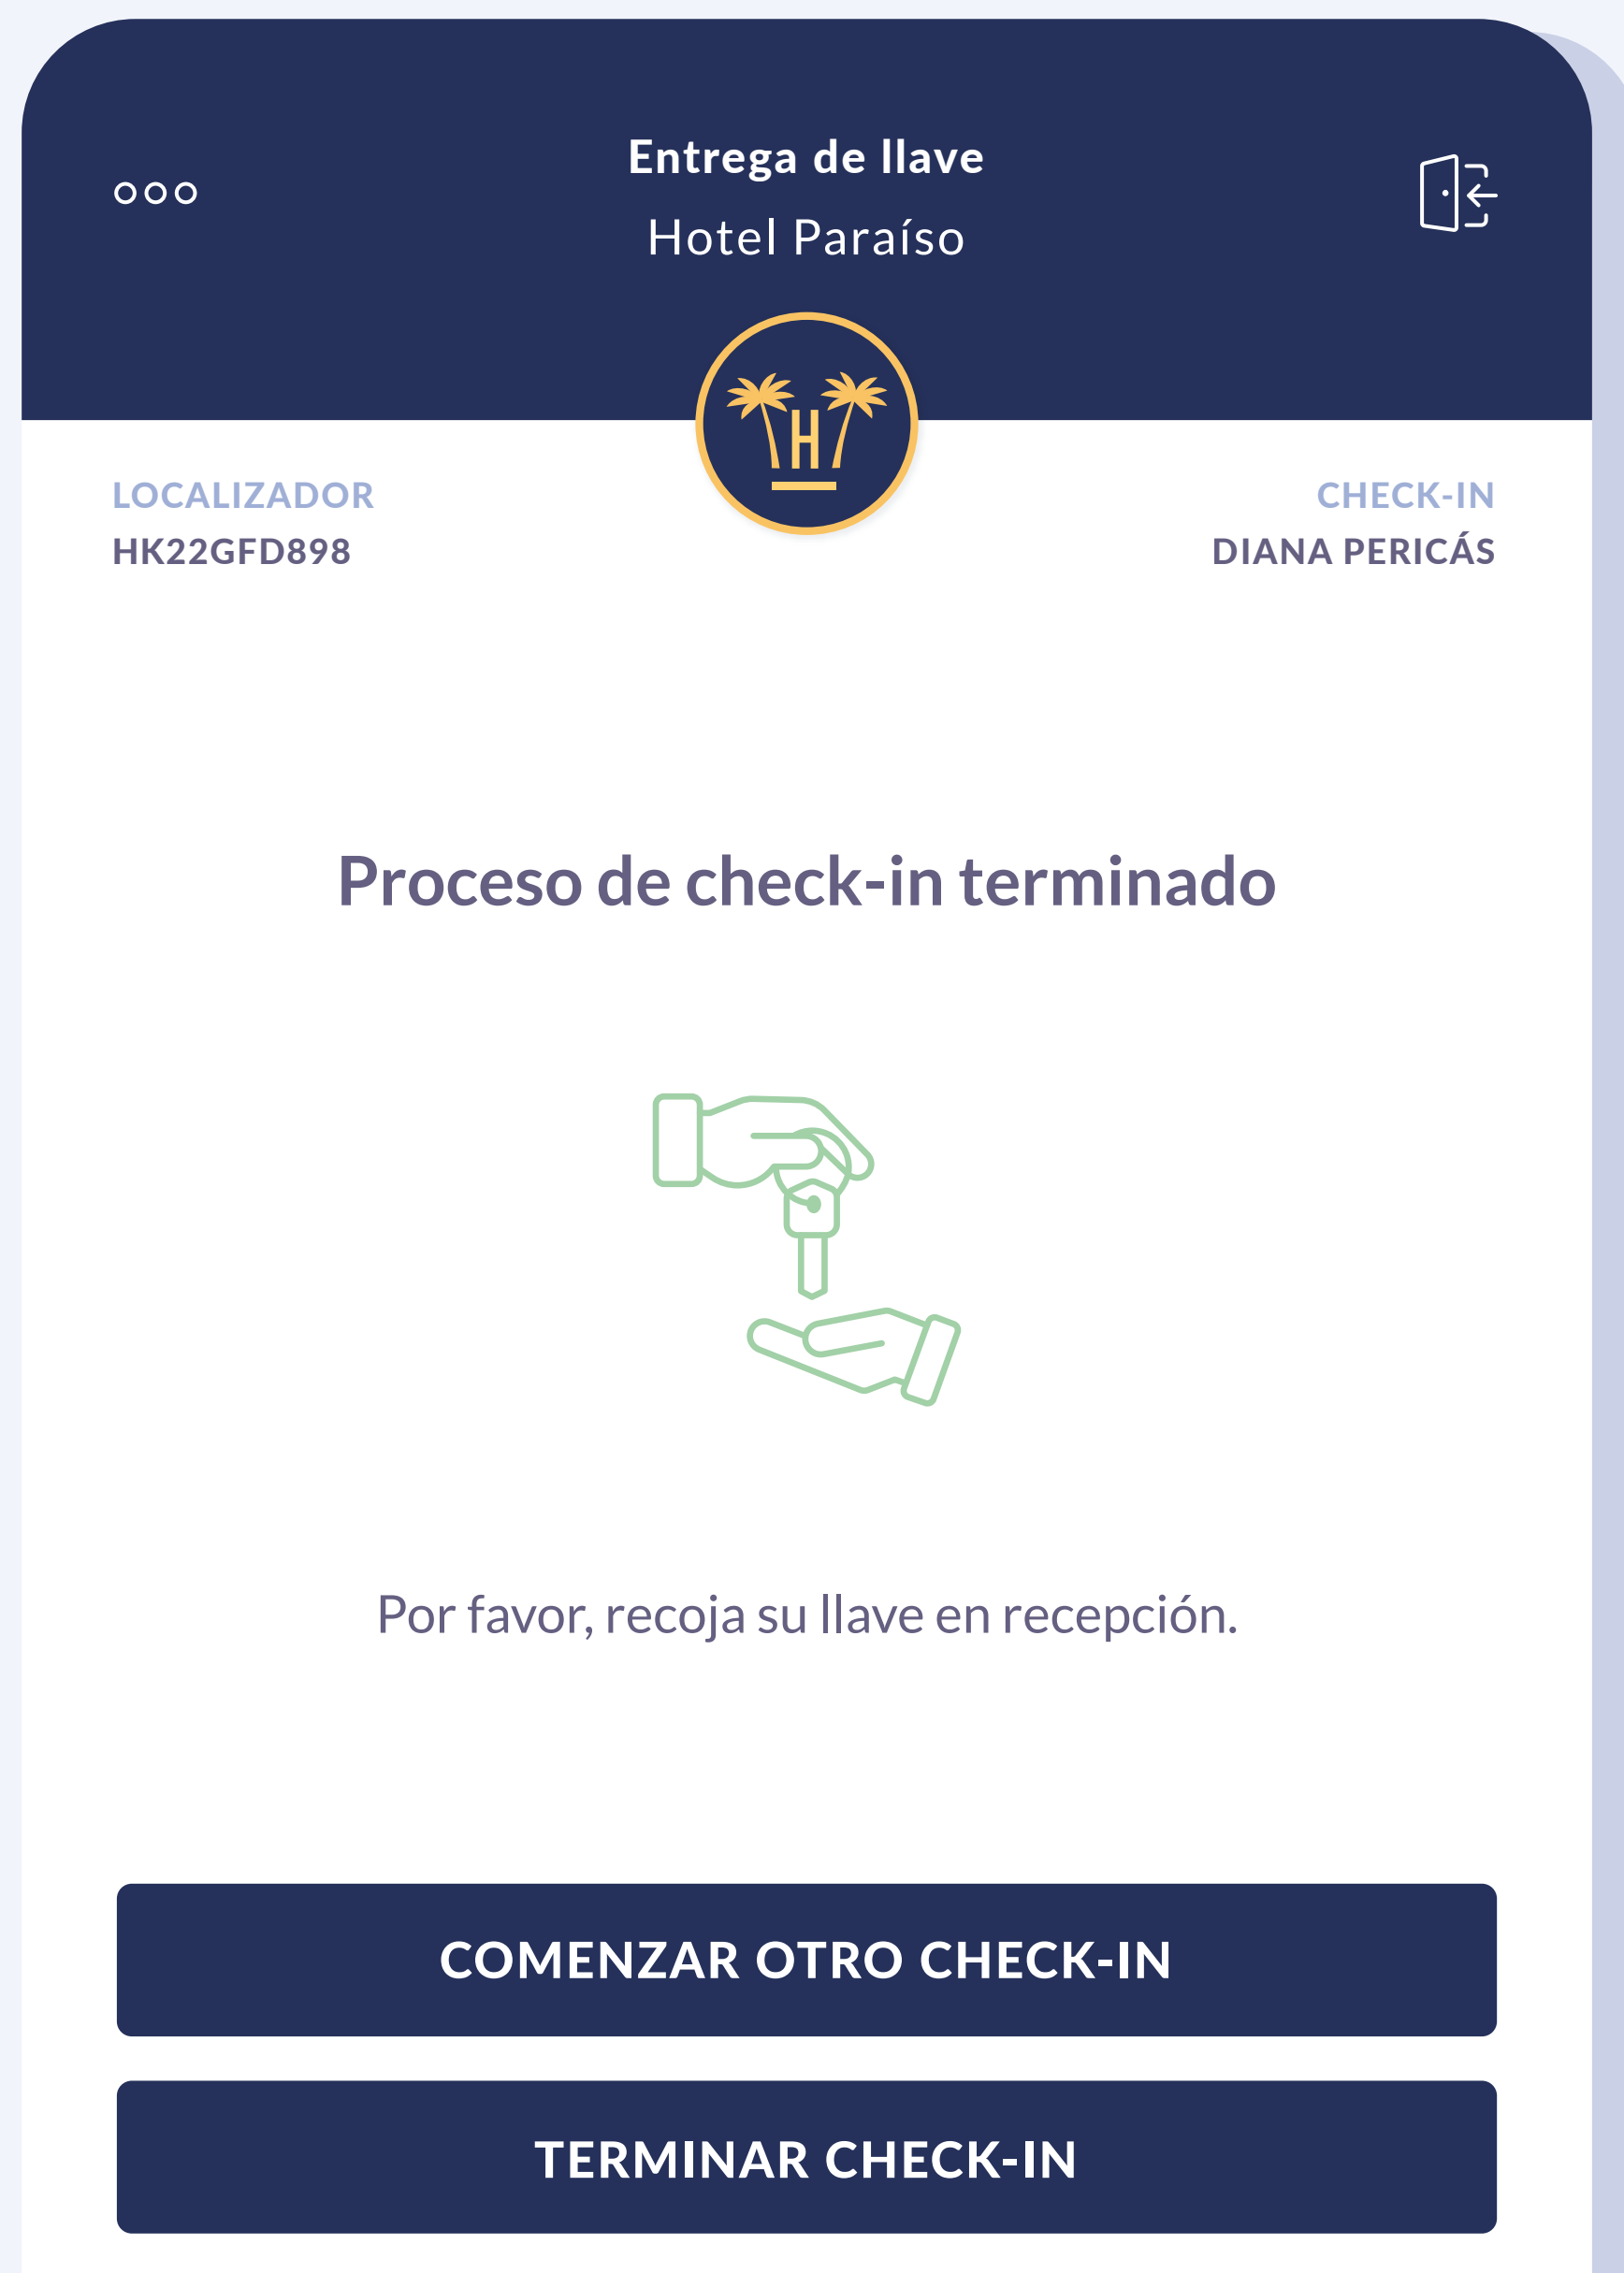 Entrega de llave
Hotel Paraíso
H
LOCALIZADOR
HK22GFD898
CHECK-IN
DIANA PERICÁS
Proceso de check-in terminado
Por favor, recoja su llave en recepción.
COMENZAR OTRO CHECK-IN
TERMINAR CHECK-IN